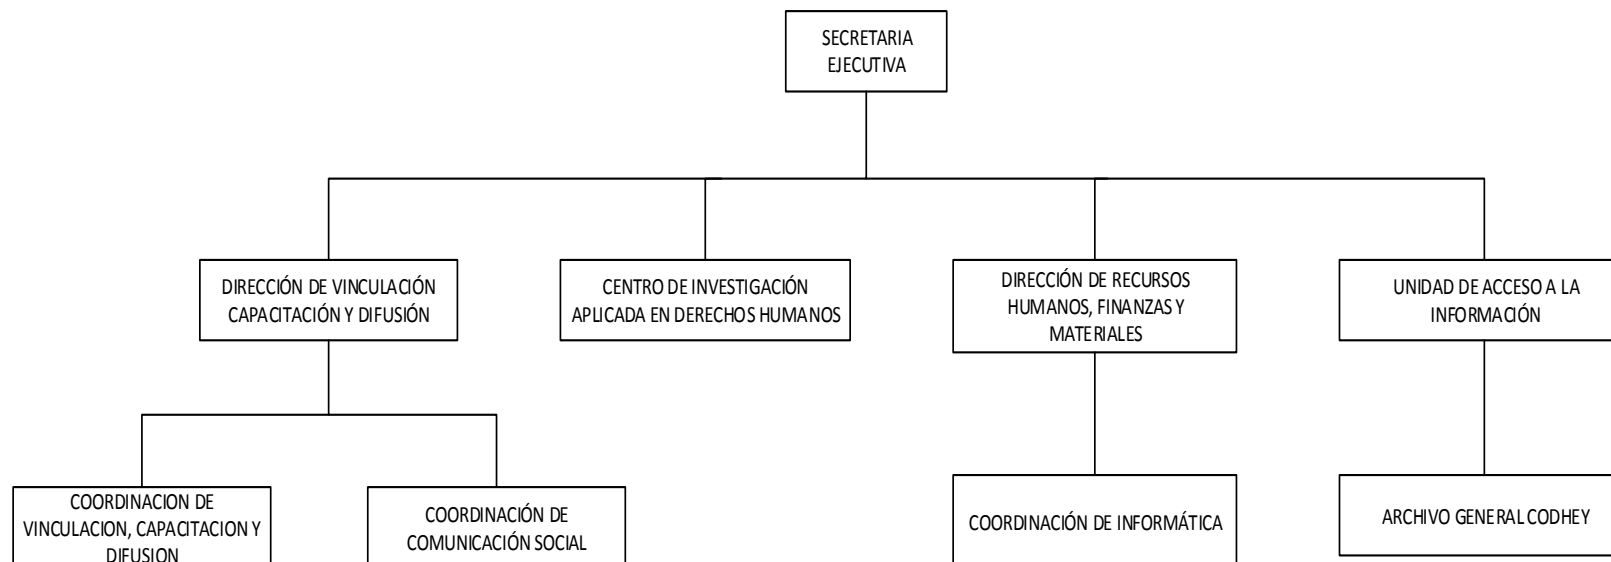 SECRETARIA
EJECUTIVA
DIRECCIÓN DE VINCULACIÓN
CAPACITACIÓN Y DIFUSIÓN
CENTRO DE INVESTIGACIÓN
APLICADA EN DERECHOS HUMANOS
DIRECCIÓN DE RECURSOS
HUMANOS, FINANZAS Y
MATERIALES
UNIDAD DE ACCESO A LA
INFORMACIÓN
COORDINACION DE
VINCULACION, CAPACITACION Y
DIFUSION
COORDINACIÓN DE
COMUNICACIÓN SOCIAL
COORDINACIÓN DE INFORMÁTICA
ARCHIVO GENERAL CODHEY